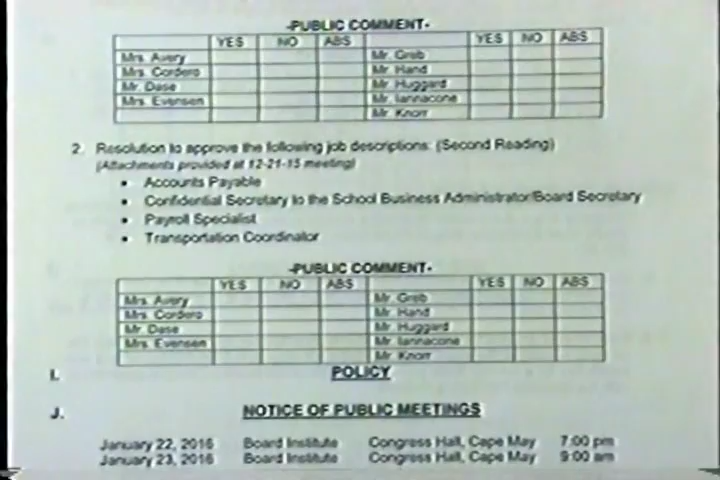 -PUBLIC COMMENT-
YES NO ABS YES NO ABS
Mrs. Avery Mr. Greb
Mrs. Cordero Mr. Hand
Mr. Dase Mr. Huggard
Mrs. Evensen Mr. Iannacone
Mr. Knorr
2. Resolution to approve the following job descriptions: (Second Reading)
(Attachments provided at 12-21-15 meeting)
• Accounts Payable
• Confidential Secretary to the School Business Administrator/Board Secretary
• Payroll Specialist
• Transportation Coordinator
-PUBLIC COMMENT-
YES NO ABS YES NO ABS
Mrs. Avery Mr. Greb
Mrs. Cordero Mr. Hand
Mr. Dase Mr. Huggard
Mrs. Evensen Mr. Iannacone
Mr. Knorr
I. POLICY
J. NOTICE OF PUBLIC MEETINGS
January 22, 2016 Board Institute Congress Hall, Cape May 7:00 pm
January 23, 2016 Board Institute Congress Hall, Cape May 9:00 am